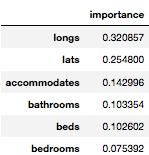 importance
longs 0.320857
lats 0.254800
accommodates 0.142996
bathrooms 0.103354
beds 0.102602
bedrooms 0.075392